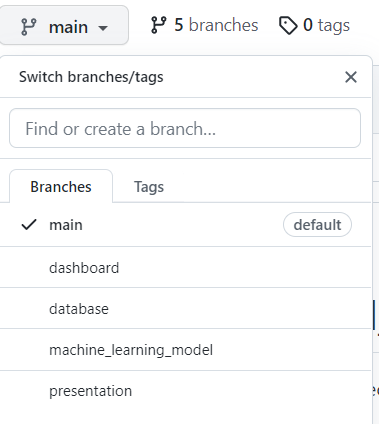 main 5 branches 0 tags
Switch branches/tags
Find or create a branch...
Branches Tags
main default
dashboard
database
machine_learning_model
presentation